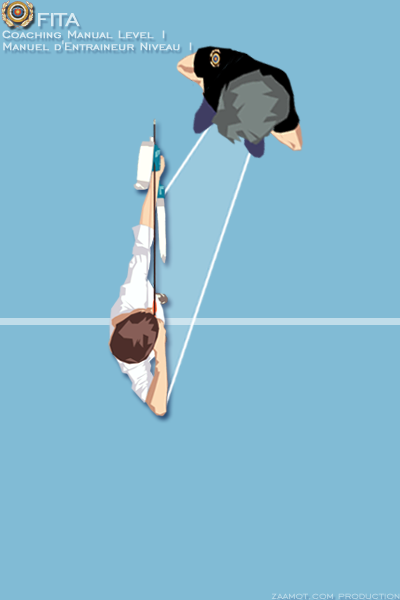 FITA
Coaching Manual Level 1
Manuel d'Entraineur Niveau 1
zaamot.com production